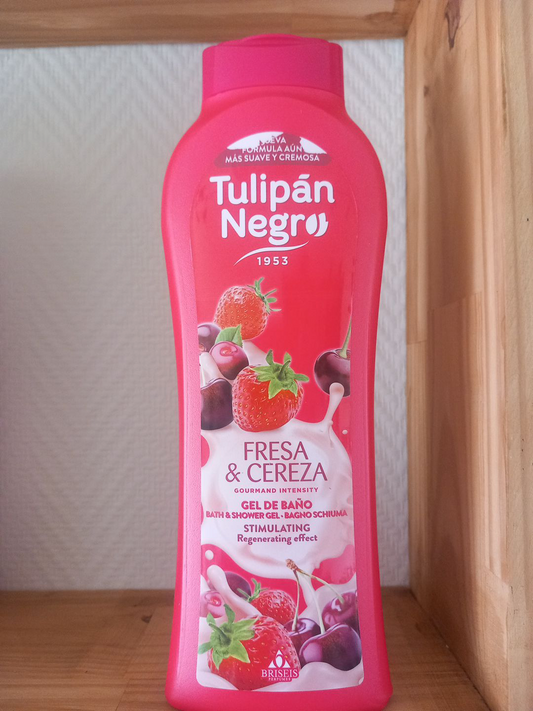 FÓRMULA AÚN
MÁS SUAVE Y CREMOSA
Tulipán
Negro
1953
FRESA
& CEREZA
GOURMAND INTENSITY
GEL DE BAÑO
BATH & SHOWER GEL • BAGNO SCHIUMA
STIMULATING
Regenerating effect
BRISEIS
PERFUMES